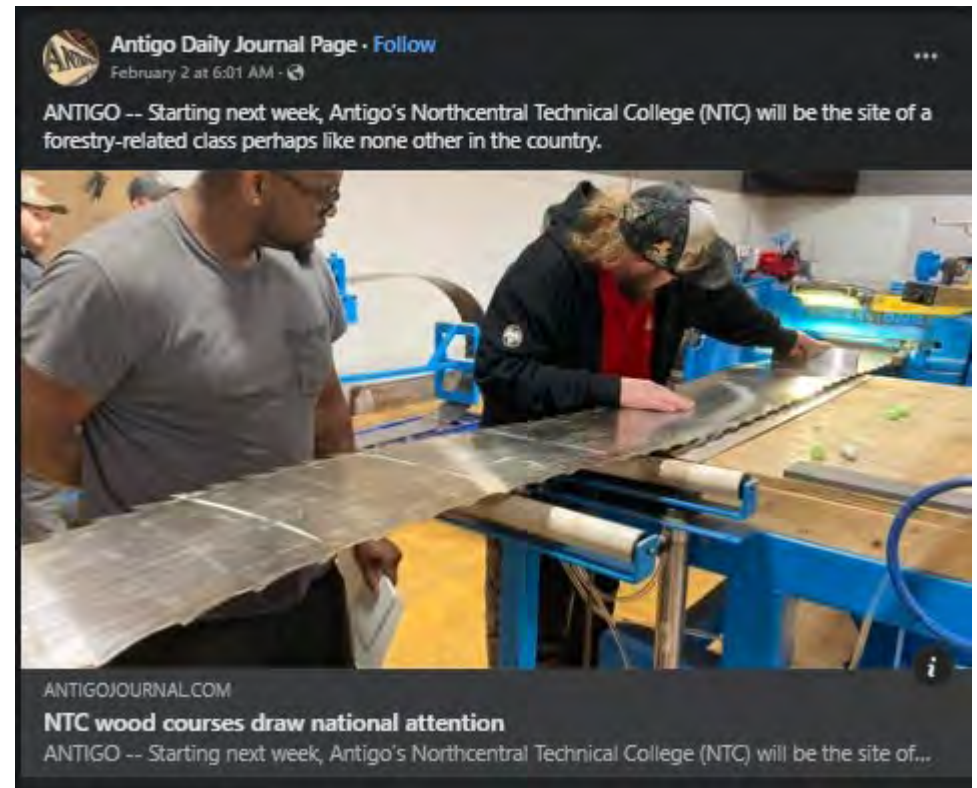 ANTIGO
Antigo Daily Journal Page · Follow
February 2 at 6:01 AM ·
ANTIGO -- Starting next week, Antigo's Northcentral Technical College (NTC) will be the site of a
forestry-related class perhaps like none other in the country.
i
ANTIGOJOURNAL.COM
NTC wood courses draw national attention
ANTIGO -- Starting next week, Antigo's Northcentral Technical College (NTC) will be the site of...